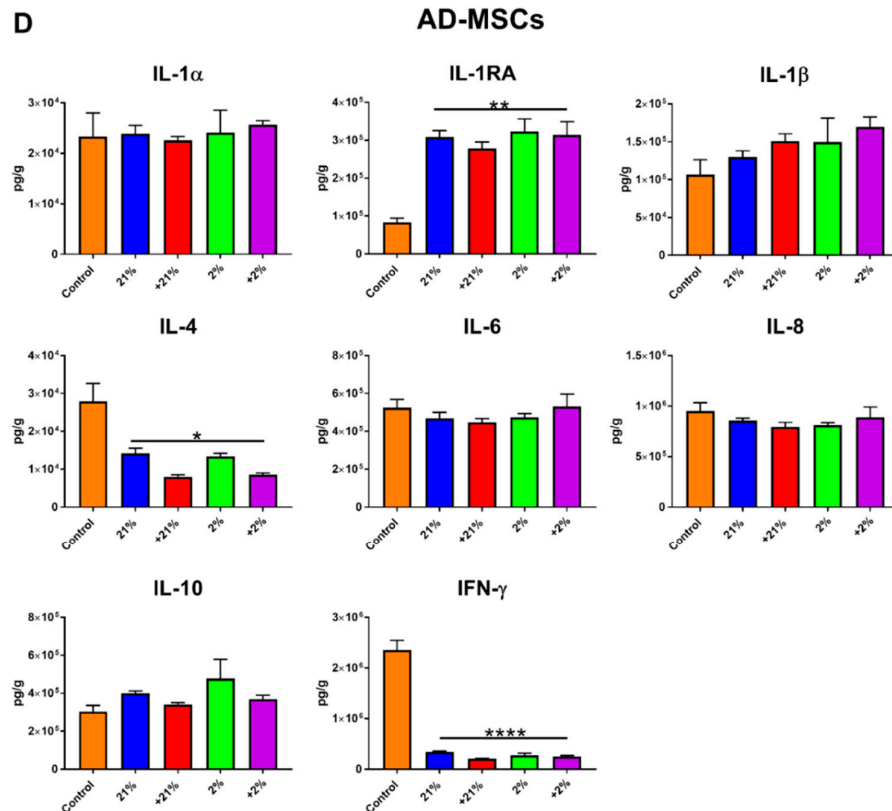 D
AD-MSCs
IL-1α
3×10⁴
2×10⁴
1×10⁴
0
pg/g
Control
21%
+21%
2%
+2%
IL-1RA
4×10⁵
3×10⁵
2×10⁵
1×10⁵
0
pg/g
**
Control
21%
+21%
2%
+2%
IL-1β
2×10⁵
1×10⁵
1×10⁵
5×10⁴
0
pg/g
Control
21%
+21%
2%
+2%
IL-4
4×10⁴
3×10⁴
2×10⁴
1×10⁴
0
pg/g
*
Control
21%
+21%
2%
+2%
IL-6
8×10⁵
6×10⁵
4×10⁵
2×10⁵
0
pg/g
Control
21%
+21%
2%
+2%
IL-8
1.5×10⁶
1×10⁶
5×10⁵
0
pg/g
Control
21%
+21%
2%
+2%
IL-10
8×10⁵
6×10⁵
4×10⁵
2×10⁵
0
pg/g
Control
21%
+21%
2%
+2%
IFN-γ
3×10⁶
2×10⁶
1×10⁶
0
pg/g
****
Control
21%
+21%
2%
+2%